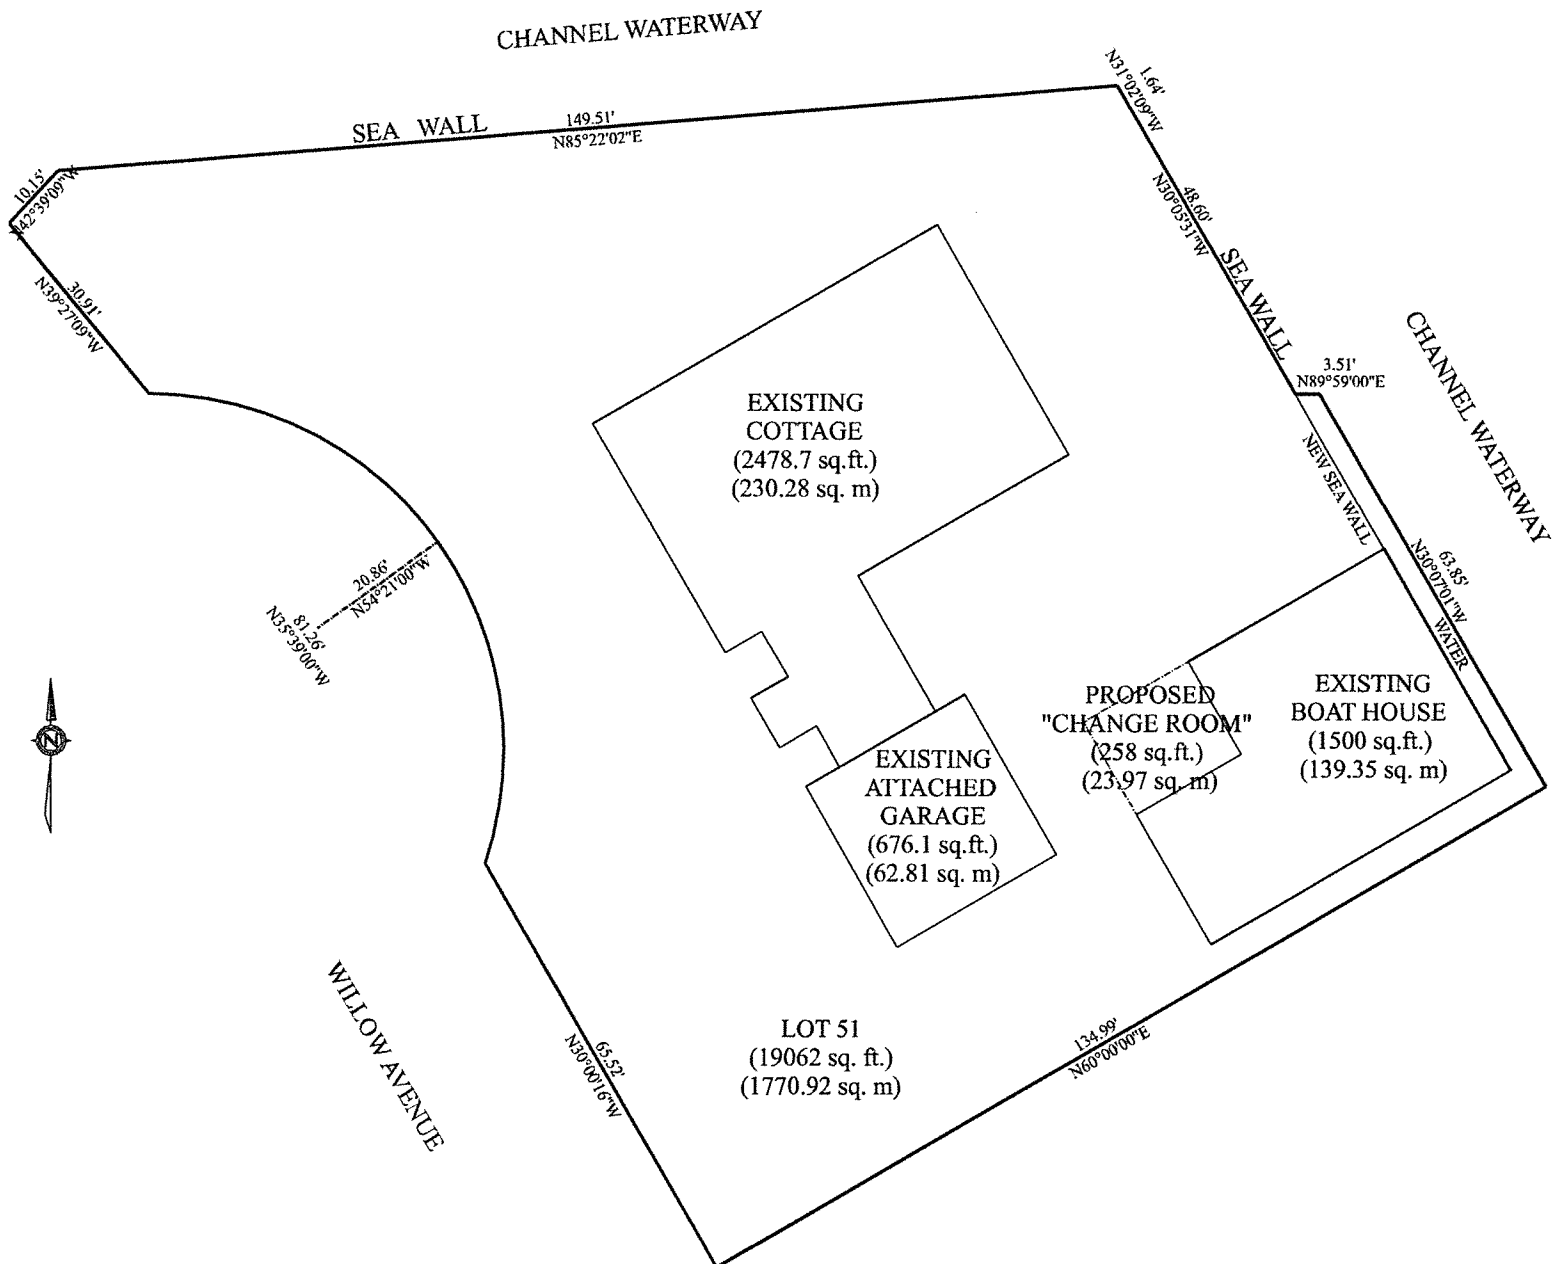 CHANNEL WATERWAY
1.64'
N31°02'09"W
SEA WALL
149.51'
N85°22'02"E
10.15'
N42°39'09"W
30.91'
N39°27'09"W
48.60'
N30°05'31"W
SEA WALL
3.51'
N89°59'00"E
CHANNEL WATERWAY
NEW SEA WALL
63.85'
N30°07'01"W
WATER
EXISTING
COTTAGE
(2478.7 sq.ft.)
(230.28 sq. m)
20.86'
N54°21'00"W
81.26'
N35°39'00"W
N
PROPOSED
"CHANGE ROOM"
(258 sq.ft.)
(23.97 sq. m)
EXISTING
BOAT HOUSE
(1500 sq.ft.)
(139.35 sq. m)
EXISTING
ATTACHED
GARAGE
(676.1 sq.ft.)
(62.81 sq. m)
WILLOW AVENUE
65.52'
N30°00'16"W
LOT 51
(19062 sq. ft.)
(1770.92 sq. m)
134.99'
N60°00'00"E